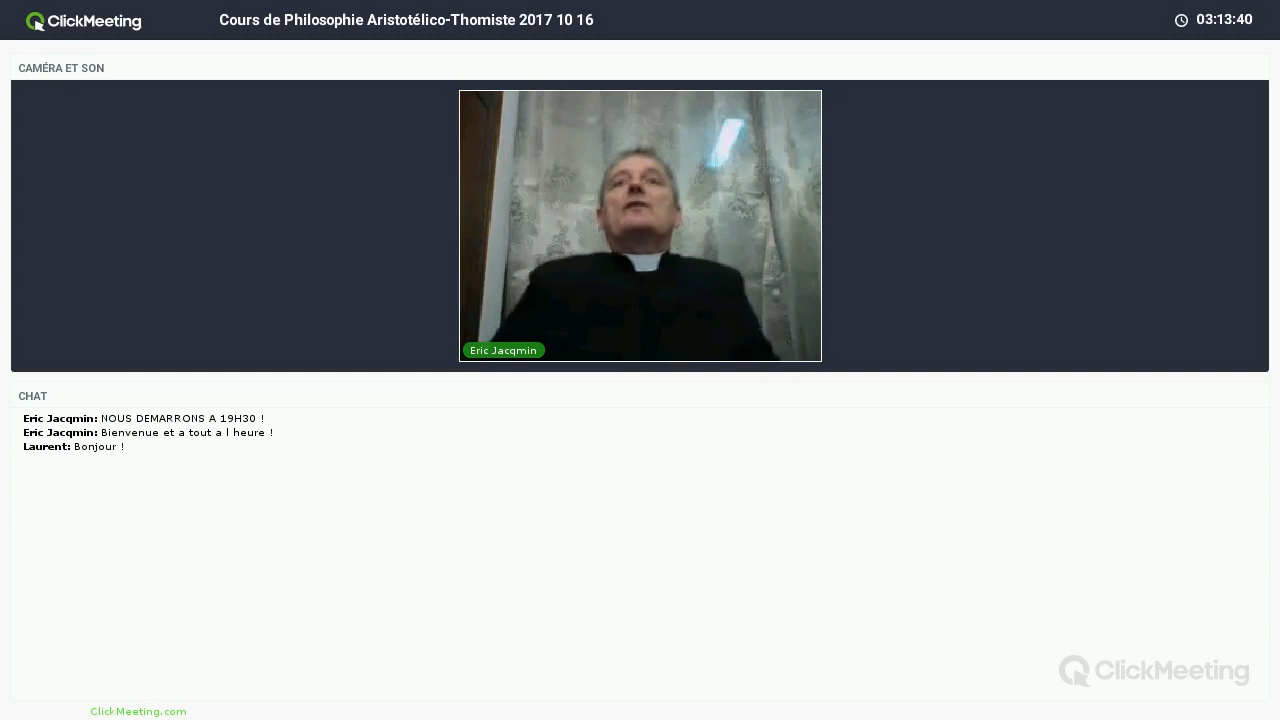 ClickMeeting
Cours de Philosophie Aristotélico-Thomiste 2017 10 16
03:13:40
CAMÉRA ET SON
Eric Jacqmin
CHAT
Eric Jacqmin: NOUS DEMARRONS A 19H30 !
Eric Jacqmin: Bienvenue et a tout a l heure !
Laurent: Bonjour !
ClickMeeting
ClickMeeting.com